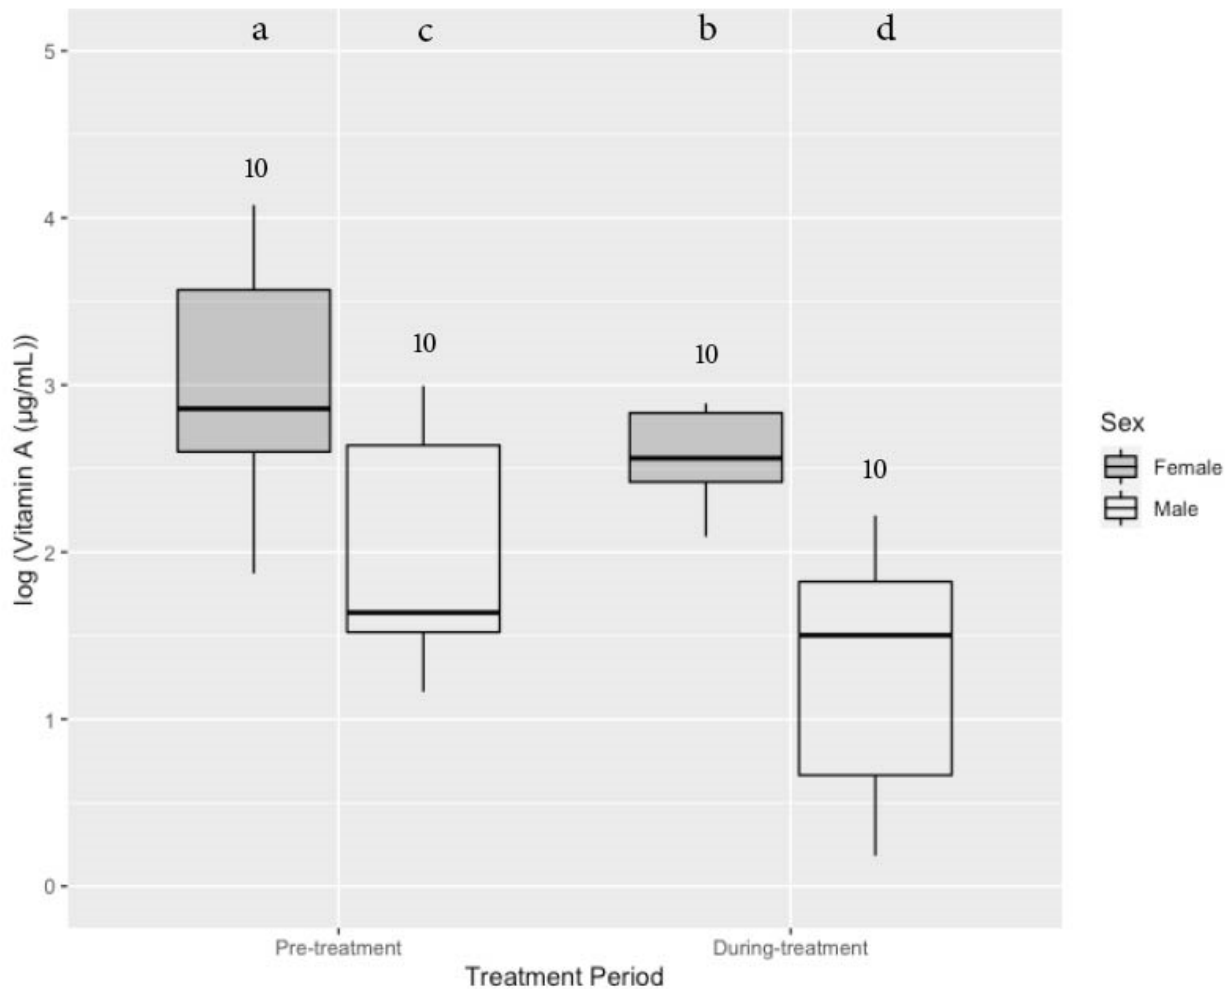 a c b d
5
10
4
10
10
3
10
2
1
0
log (Vitamin A (µg/mL))
Sex
Female
Male
Pre-treatment During-treatment
Treatment Period